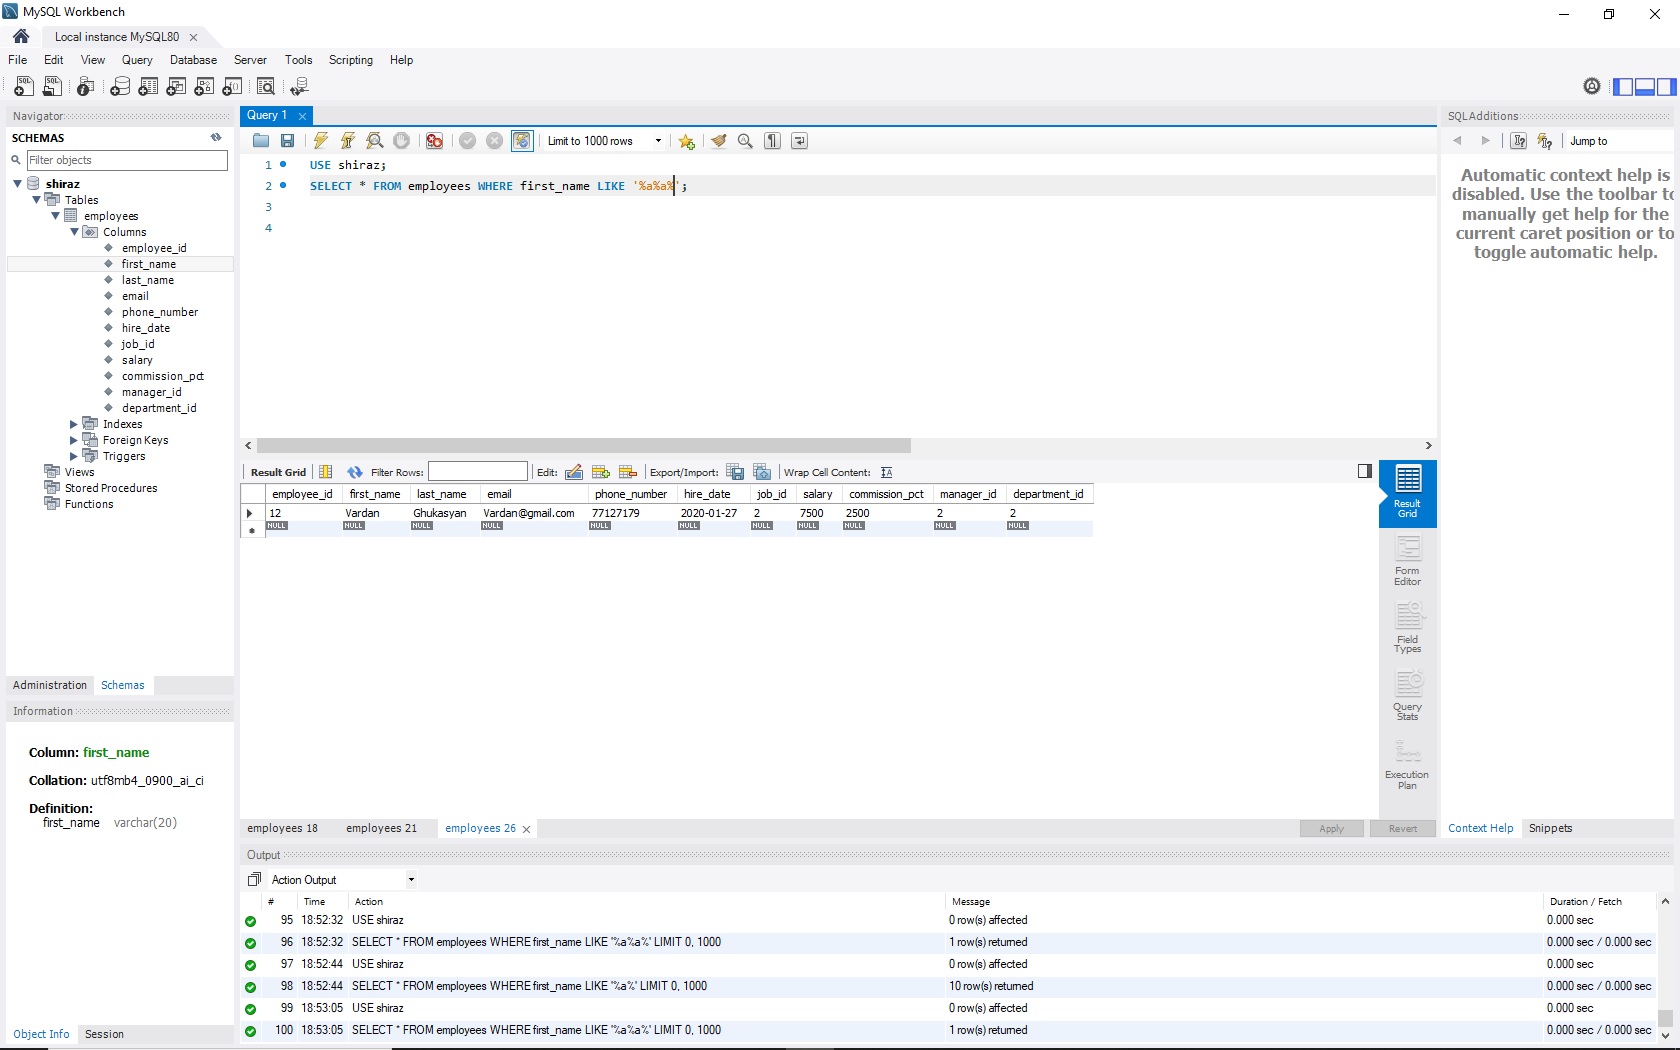 MySQL Workbench
Local instance MySQL80
File Edit View Query Database Server Tools Scripting Help
Navigator
SCHEMAS
Filter objects
shiraz
Tables
employees
Columns
employee_id
first_name
last_name
email
phone_number
hire_date
job_id
salary
commission_pct
manager_id
department_id
Indexes
Foreign Keys
Triggers
Views
Stored Procedures
Functions
Administration Schemas
Information
Column: first_name
Collation: utf8mb4_0900_ai_ci
Definition:
first_name varchar(20)
Object Info Session
Query 1
Limit to 1000 rows
1 USE shiraz;
2 SELECT * FROM employees WHERE first_name LIKE '%a%a%';
3
4
Result Grid Filter Rows: Edit: Export/Import: Wrap Cell Content:
employee_id first_name last_name email phone_number hire_date job_id salary commission_pct manager_id department_id
12 Vardan Ghukasyan Vardan@gmail.com 77127179 2020-01-27 2 7500 2500 2 2
NULL NULL NULL NULL NULL NULL NULL NULL NULL NULL NULL
Result
Grid
Form
Editor
Field
Types
Query
Stats
Execution
Plan
employees 18 employees 21 employees 26 Apply Revert
SQLAdditions
Jump to
Automatic context help is
disabled. Use the toolbar to
manually get help for the
current caret position or to
toggle automatic help.
Context Help Snippets
Output
Action Output
# Time Action Message Duration / Fetch
95 18:52:32 USE shiraz 0 row(s) affected 0.000 sec
96 18:52:32 SELECT * FROM employees WHERE first_name LIKE '%a%a%' LIMIT 0, 1000 1 row(s) returned 0.000 sec / 0.000 sec
97 18:52:44 USE shiraz 0 row(s) affected 0.000 sec
98 18:52:44 SELECT * FROM employees WHERE first_name LIKE '%a%' LIMIT 0, 1000 10 row(s) returned 0.000 sec / 0.000 sec
99 18:53:05 USE shiraz 0 row(s) affected 0.000 sec
100 18:53:05 SELECT * FROM employees WHERE first_name LIKE '%a%a%' LIMIT 0, 1000 1 row(s) returned 0.000 sec / 0.000 sec